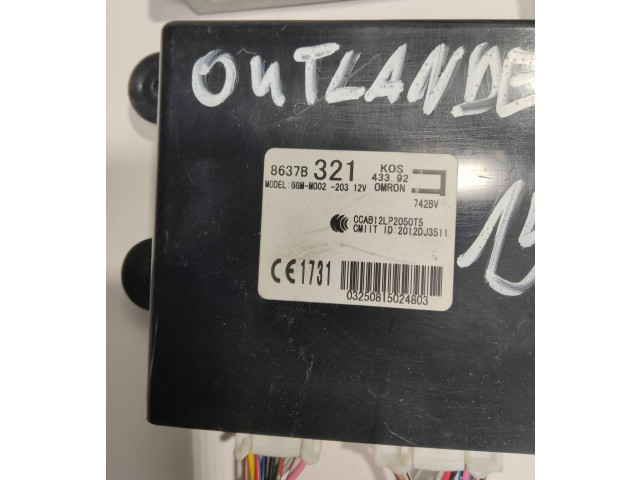 OUTLANDE
8637B 321 KOS
433.92
MODEL: GGM-M002 -203 12V OMRON
742BV
CCAB12LP2050T5
CMIIT ID:2012DJ3511
CE1731
03250815024803